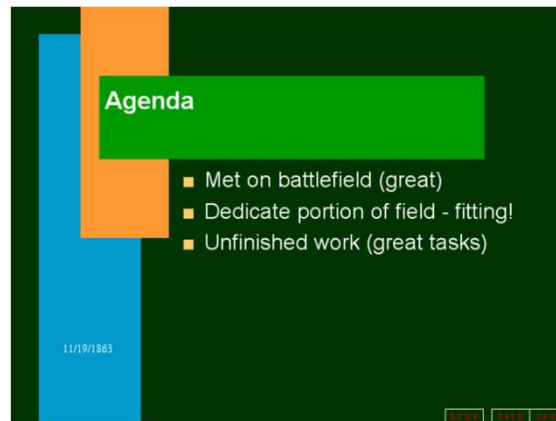 Agenda
Met on battlefield (great)
Dedicate portion of field - fitting!
Unfinished work (great tasks)
11/19/1863